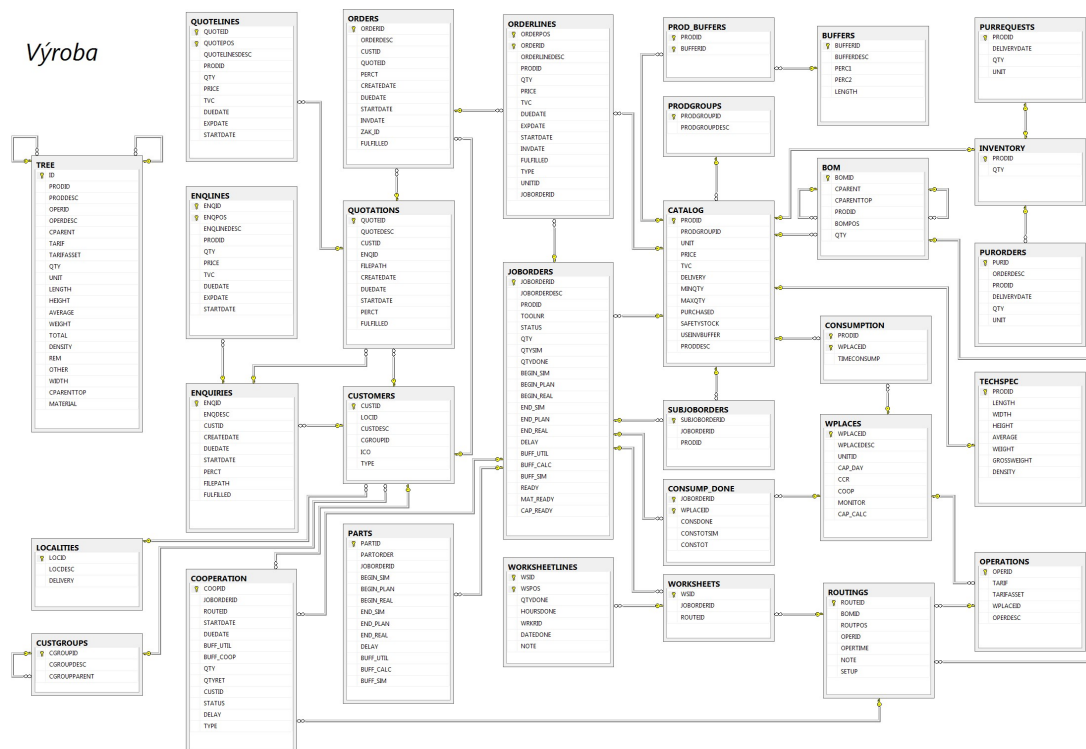 Výroba
QUOTELINES
QUOTEID
QUOTEPOS
QUOTELINESDESC
PRODID
QTY
PRICE
TVC
DUEDATE
EXPDATE
STARTDATE
ORDERS
ORDERID
ORDERDESC
CUSTID
QUOTEID
PERCT
CREATEDATE
DUEDATE
STARTDATE
INVDATE
ZAK_ID
FULFILLED
ORDERLINES
ORDERPOS
ORDERID
ORDERLINEDESC
PRODID
QTY
PRICE
TVC
DUEDATE
EXPDATE
STARTDATE
INVDATE
FULFILLED
TYPE
UNITID
JOBORDERID
PROD_BUFFERS
PRODID
BUFFERID
BUFFERS
BUFFERID
BUFFERDESC
PERC1
PERC2
LENGTH
PURREQUESTS
PRODID
DELIVERYDATE
QTY
UNIT
PRODGROUPS
PRODGROUPID
PRODGROUPDESC
INVENTORY
PRODID
QTY
TREE
ID
PRODID
PRODDESC
OPERID
OPERDESC
CPARENT
TARIF
TARIFASSET
QTY
UNIT
LENGTH
HEIGHT
AVERAGE
WEIGHT
TOTAL
DENSITY
REM
OTHER
WIDTH
CPARENTTOP
MATERIAL
ENQLINES
ENQID
ENQPOS
ENQLINEDESC
PRODID
QTY
PRICE
TVC
DUEDATE
EXPDATE
STARTDATE
QUOTATIONS
QUOTEID
QUOTEDESC
CUSTID
ENQID
FILEPATH
CREATEDATE
DUEDATE
STARTDATE
PERCT
FULFILLED
BOM
BOMID
CPARENT
CPARENTTOP
PRODID
BOMPOS
QTY
CATALOG
PRODID
PRODGROUPID
UNIT
PRICE
TVC
DELIVERY
MINQTY
MAXQTY
PURCHASED
SAFETYSTOCK
USEINVBUFFER
PRODDESC
PURORDERS
PURID
ORDERDESC
PRODID
DELIVERYDATE
QTY
UNIT
JOBORDERS
JOBORDERID
JOBORDERDESC
PRODID
TOOLNR
STATUS
QTY
QTYSIM
QTYDONE
BEGIN_SIM
BEGIN_PLAN
BEGIN_REAL
END_SIM
END_PLAN
END_REAL
DELAY
BUFF_UTIL
BUFF_CALC
BUFF_SIM
READY
MAT_READY
CAP_READY
CONSUMPTION
PRODID
WPLACEID
TIMECONSUMP
TECHSPEC
PRODID
LENGTH
WIDTH
HEIGHT
AVERAGE
WEIGHT
GROSSWEIGHT
DENSITY
ENQUIRIES
ENQID
ENQDESC
CUSTID
CREATEDATE
DUEDATE
STARTDATE
PERCT
FILEPATH
FULFILLED
CUSTOMERS
CUSTID
LOCID
CUSTDESC
CGROUPID
ICO
TYPE
SUBJOBORDERS
SUBJOBORDERID
JOBORDERID
PRODID
WPLACES
WPLACEID
WPLACEDESC
UNITID
CAP_DAY
CCR
COOP
MONITOR
CAP_CALC
CONSUMP_DONE
JOBORDERID
WPLACEID
CONSDONE
CONSTOTSIM
CONSTOT
LOCALITIES
LOCID
LOCDESC
DELIVERY
PARTS
PARTID
PARTORDER
JOBORDERID
BEGIN_SIM
BEGIN_PLAN
BEGIN_REAL
END_SIM
END_PLAN
END_REAL
DELAY
BUFF_UTIL
BUFF_CALC
BUFF_SIM
WORKSHEETLINES
WSID
WSPOS
QTYDONE
HOURSDONE
WRKRID
DATEDONE
NOTE
WORKSHEETS
WSID
JOBORDERID
ROUTEID
OPERATIONS
OPERID
TARIF
TARIFASSET
WPLACEID
OPERDESC
COOPERATION
COOPID
JOBORDERID
ROUTEID
STARTDATE
DUEDATE
BUFF_UTIL
BUFF_COOP
QTY
QTYRET
CUSTID
STATUS
DELAY
TYPE
ROUTINGS
ROUTEID
BOMID
ROUTPOS
OPERID
OPERTIME
NOTE
SETUP
CUSTGROUPS
CGROUPID
CGROUPDESC
CGROUPPARENT